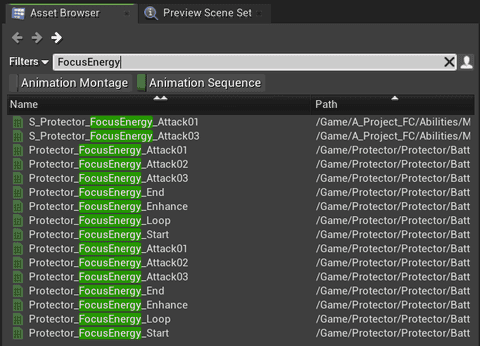 Asset Browser Preview Scene Set
Filters FocusEnergy
Animation Montage Animation Sequence
Name Path
S_Protector_FocusEnergy_Attack01 /Game/A_Project_FC/Abilities/M
S_Protector_FocusEnergy_Attack03 /Game/A_Project_FC/Abilities/M
Protector_FocusEnergy_Attack01 /Game/Protector/Protector/Batt
Protector_FocusEnergy_Attack02 /Game/Protector/Protector/Batt
Protector_FocusEnergy_Attack03 /Game/Protector/Protector/Batt
Protector_FocusEnergy_End /Game/Protector/Protector/Batt
Protector_FocusEnergy_Enhance /Game/Protector/Protector/Batt
Protector_FocusEnergy_Loop /Game/Protector/Protector/Batt
Protector_FocusEnergy_Start /Game/Protector/Protector/Batt
Protector_FocusEnergy_Attack01 /Game/Protector/Protector/Batt
Protector_FocusEnergy_Attack02 /Game/Protector/Protector/Batt
Protector_FocusEnergy_Attack03 /Game/Protector/Protector/Batt
Protector_FocusEnergy_End /Game/Protector/Protector/Batt
Protector_FocusEnergy_Enhance /Game/Protector/Protector/Batt
Protector_FocusEnergy_Loop /Game/Protector/Protector/Batt
Protector_FocusEnergy_Start /Game/Protector/Protector/Batt